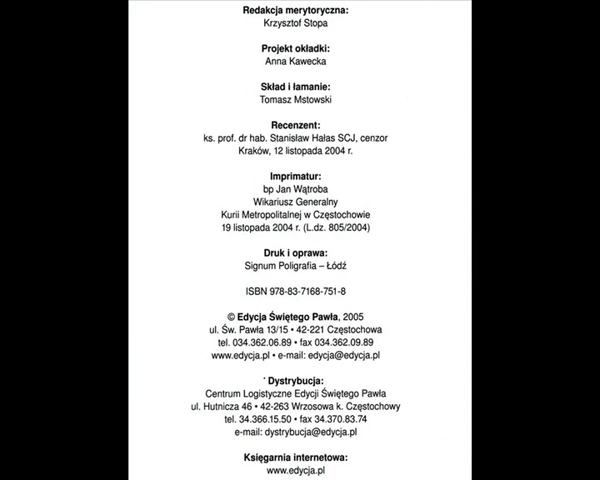 Redakcja merytoryczna:
Krzysztof Stopa
Projekt okładki:
Anna Kawecka
Skład i łamanie:
Tomasz Mstowski
Recenzent:
ks. prof. dr hab. Stanisław Hałas SCJ, cenzor
Kraków, 12 listopada 2004 r.
Imprimatur:
bp Jan Wątroba
Wikariusz Generalny
Kurii Metropolitalnej w Częstochowie
19 listopada 2004 r. (L.dz. 805/2004)
Druk i oprawa:
Signum Poligrafia – Łódź
ISBN 978-83-7168-751-8
© Edycja Świętego Pawła, 2005
ul. Św. Pawła 13/15 • 42-221 Częstochowa
tel. 034.362.06.89 • fax 034.362.09.89
www.edycja.pl • e-mail: edycja@edycja.pl
Dystrybucja:
Centrum Logistyczne Edycji Świętego Pawła
ul. Hutnicza 46 • 42-263 Wrzosowa k. Częstochowy
tel. 34.366.15.50 • fax 34.370.83.74
e-mail: dystrybucja@edycja.pl
Księgarnia internetowa:
www.edycja.pl